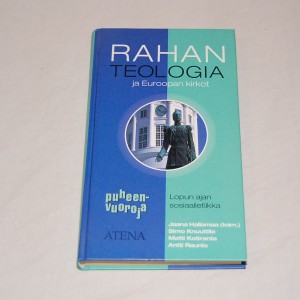 RAHAN
TEOLOGIA
ja Euroopan kirkot
puheen-
vuoroja
Lopun ajan
sosiaalietiikka
Jaana Hallamaa (toim.)
Simo Knuuttila
Matti Kotiranta
Antti Raunio
ATENA